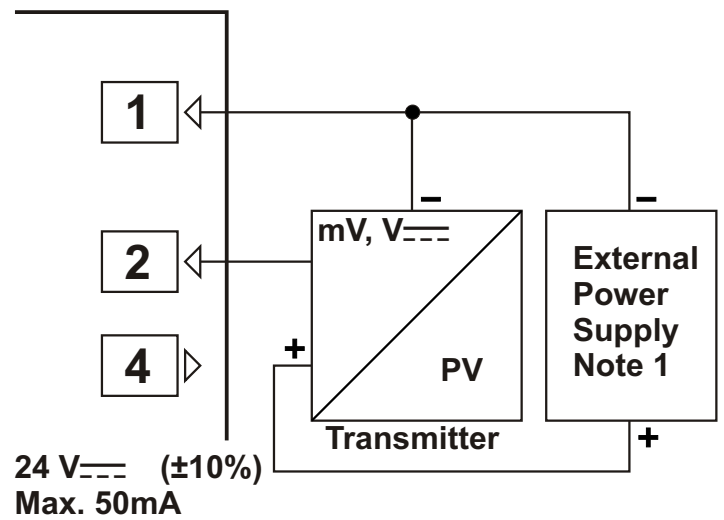 1
2
4
24 V⎓ (±10%)
Max. 50mA
−
mV, V⎓
+
PV
Transmitter
−
External
Power
Supply
Note 1
+